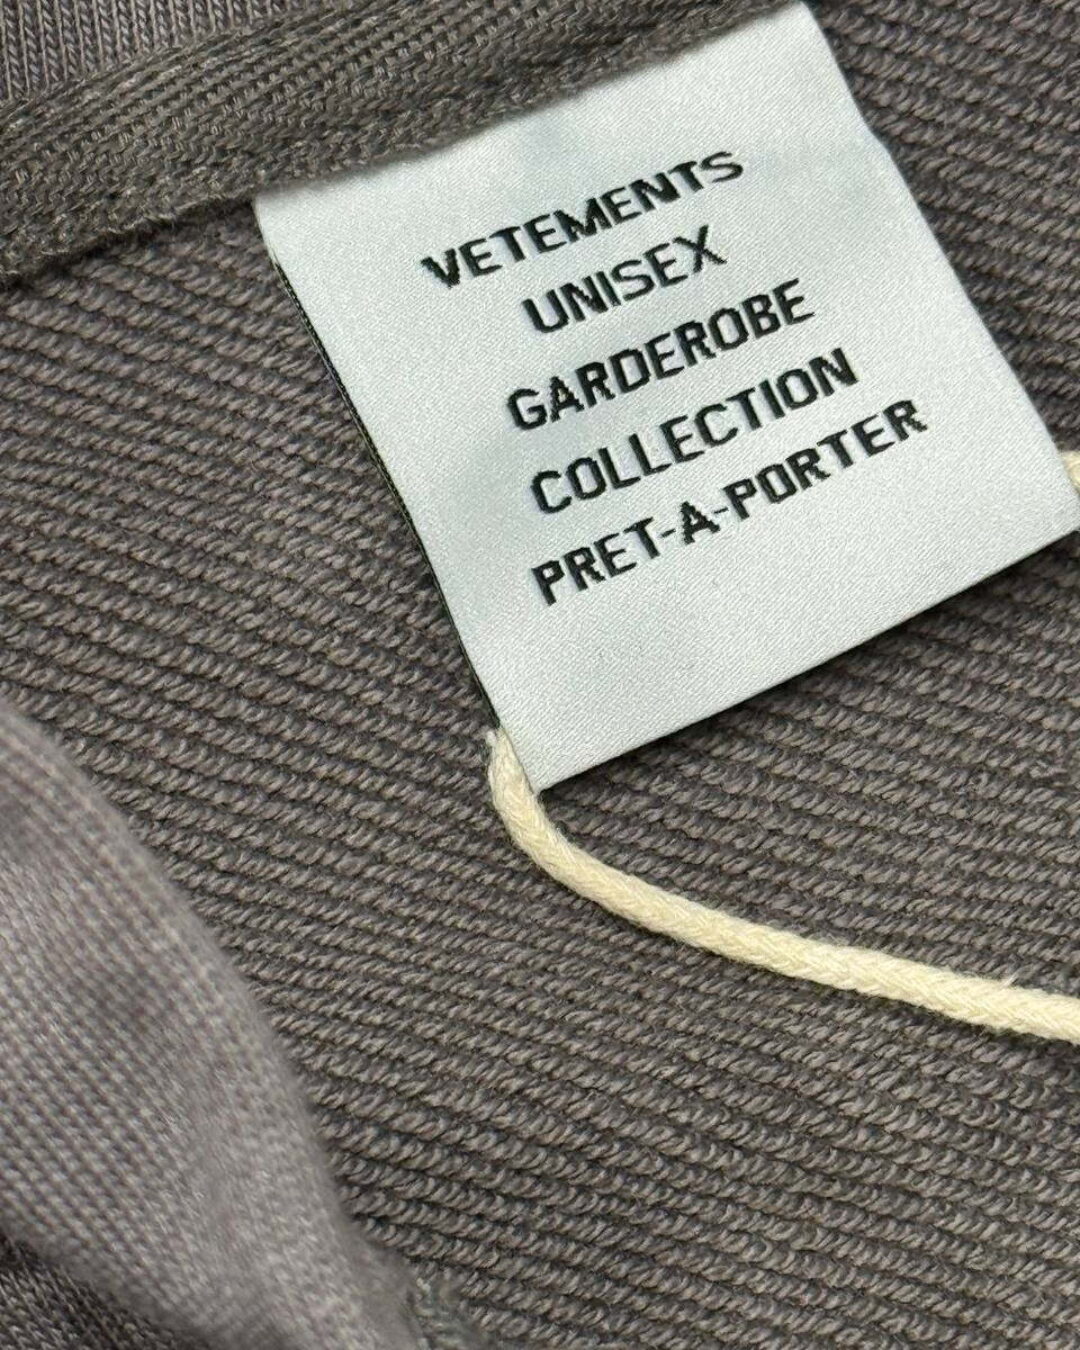 VETEMENTS
UNISEX
GARDEROBE
COLLECTION
PRET-A-PORTER